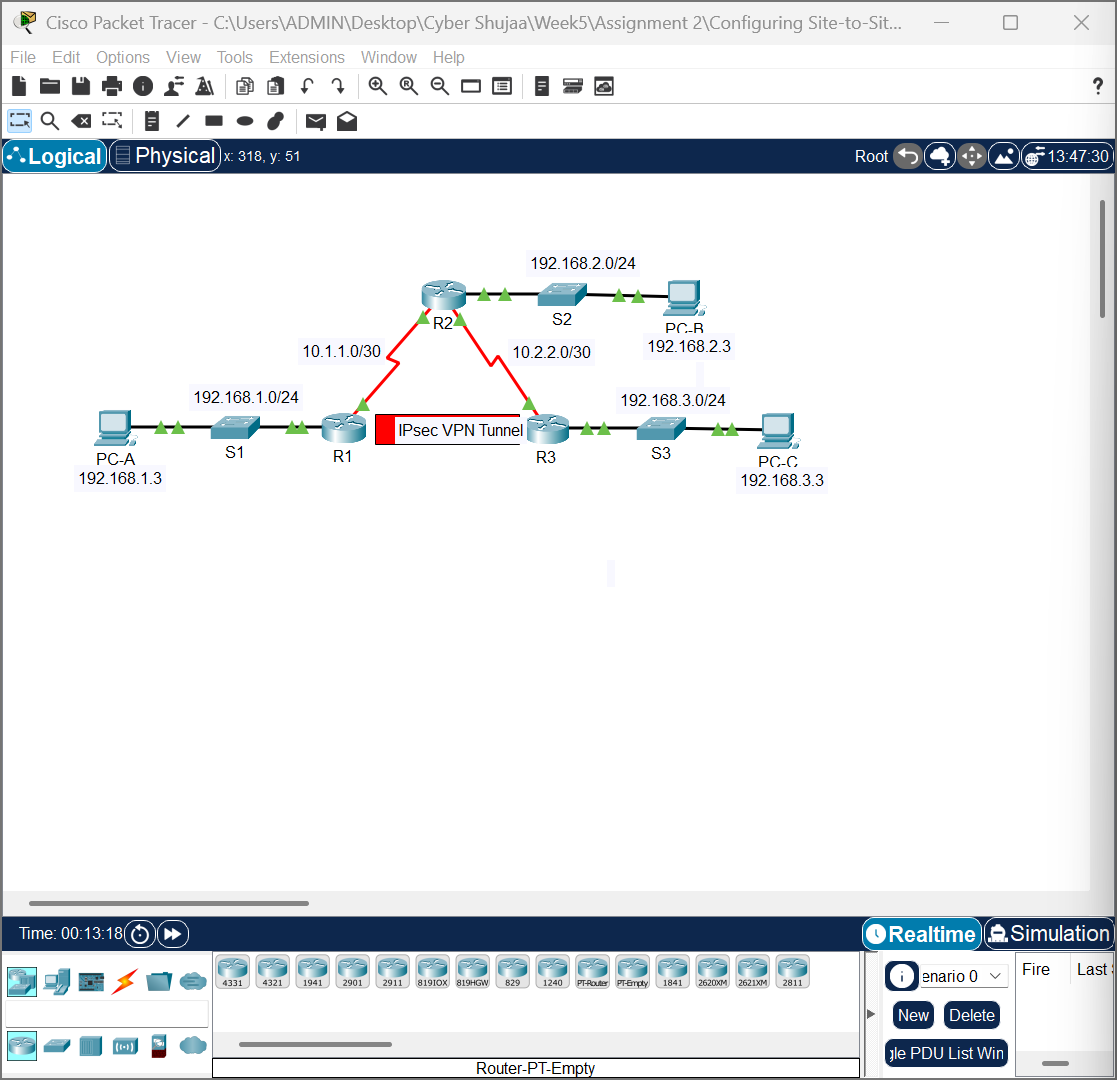 Cisco Packet Tracer - C:\Users\ADMIN\Desktop\Cyber Shujaa\Week5\Assignment 2\Configuring Site-to-Sit...
File Edit Options View Tools Extensions Window Help
?
Logical Physical x: 318, y: 51 Root 13:47:30
192.168.2.0/24
S2
R2
PC-B
192.168.2.3
10.1.1.0/30
10.2.2.0/30
192.168.1.0/24
192.168.3.0/24
IPsec VPN Tunnel
S1
R1
R3
S3
PC-A
PC-C
192.168.1.3
192.168.3.3
Time: 00:13:18
Realtime Simulation
4331 4321 1941 2901 2911 819IOX 819HGW 829 1240 PT-Router PT-Empty 1841 2620XM 2621XM 2811
enario 0
Fire Last S
New Delete
gle PDU List Win
Router-PT-Empty